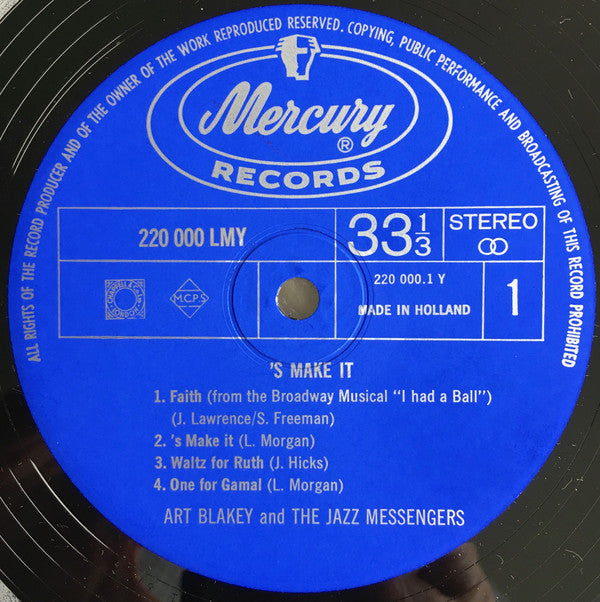 ALL RIGHTS OF THE RECORD PRODUCER AND OF THE OWNER OF THE WORK REPRODUCED RESERVED. COPYING, PUBLIC PERFORMANCE AND BROADCASTING OF THIS RECORD PROHIBITED
Mercury ®
RECORDS
220 000 LMY
33 1/3
STEREO
220 000.1 Y
MADE IN HOLLAND
1
M.C.P.S
'S MAKE IT
1. Faith (from the Broadway Musical "I had a Ball")
(J. Lawrence/S. Freeman)
2. 's Make it (L. Morgan)
3. Waltz for Ruth (J. Hicks)
4. One for Gamal (L. Morgan)
ART BLAKEY and THE JAZZ MESSENGERS